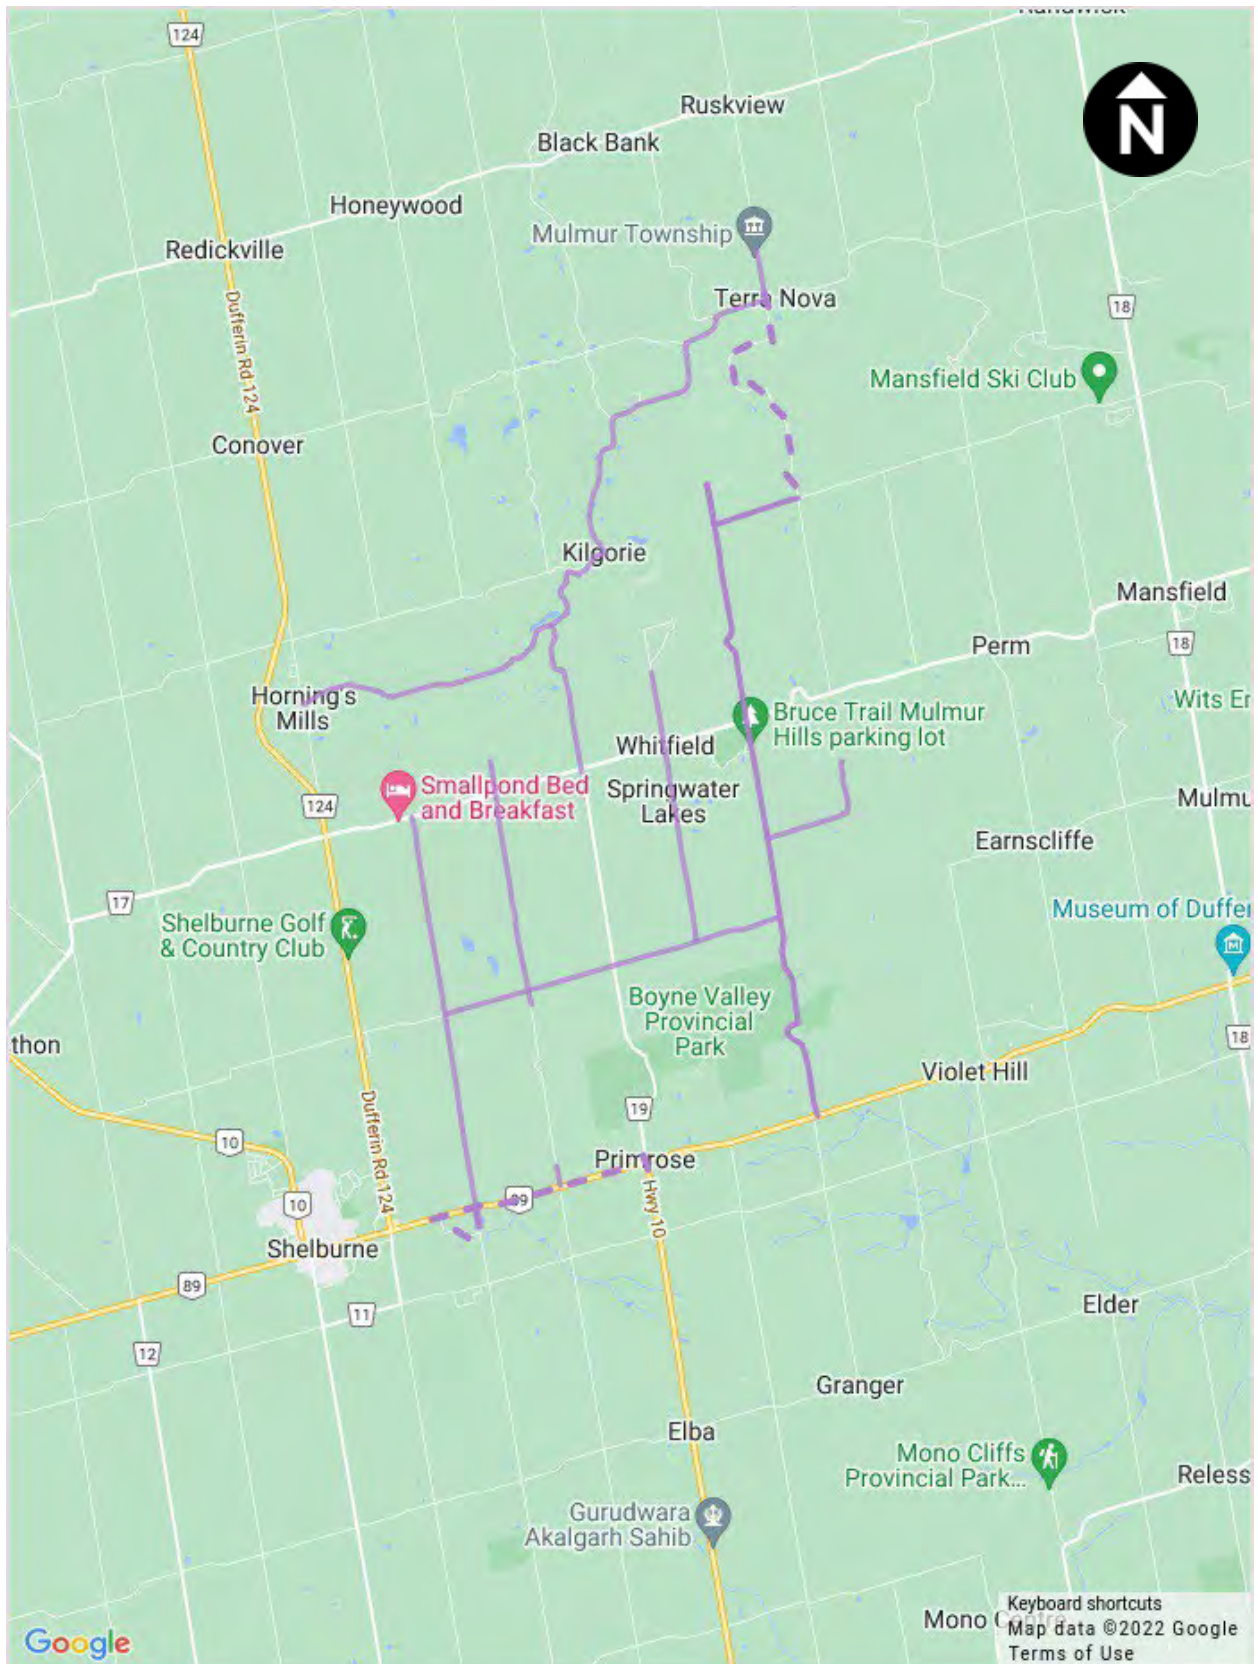 124
Ruskview
Black Bank
Honeywood
Mulmur Township
Redickville
Terra Nova
18
Dufferin Rd 124
Mansfield Ski Club
Conover
Kilgorie
Mansfield
Perm
18
Horning's
Mills
Wits Er
Bruce Trail Mulmur
Hills parking lot
Whitfield
Smallpond Bed
and Breakfast
Springwater
Lakes
124
Mulmu
Earnscliffe
17
Museum of Duffer
Shelburne Golf
& Country Club
Boyne Valley
Provincial
Park
thon
18
Violet Hill
Dufferin Rd 124
19
10
Primrose
10
89
Hwy 10
Shelburne
89
11
Elder
12
Granger
Elba
Mono Cliffs
Provincial Park...
Reless
Gurudwara
Akalgarh Sahib
Mono
Keyboard shortcuts
Map data ©2022 Google
Terms of Use
Google
N